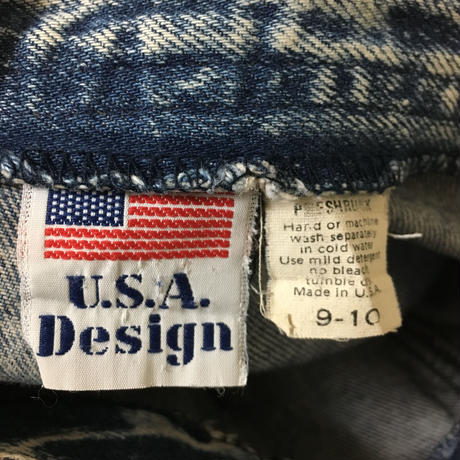 U.S.A.
Design
PRESHRUNK
Hand or machine
wash separately
in cold water
Use mild detergent
no bleach
tumble dry
Made in U.S.A.
9-10